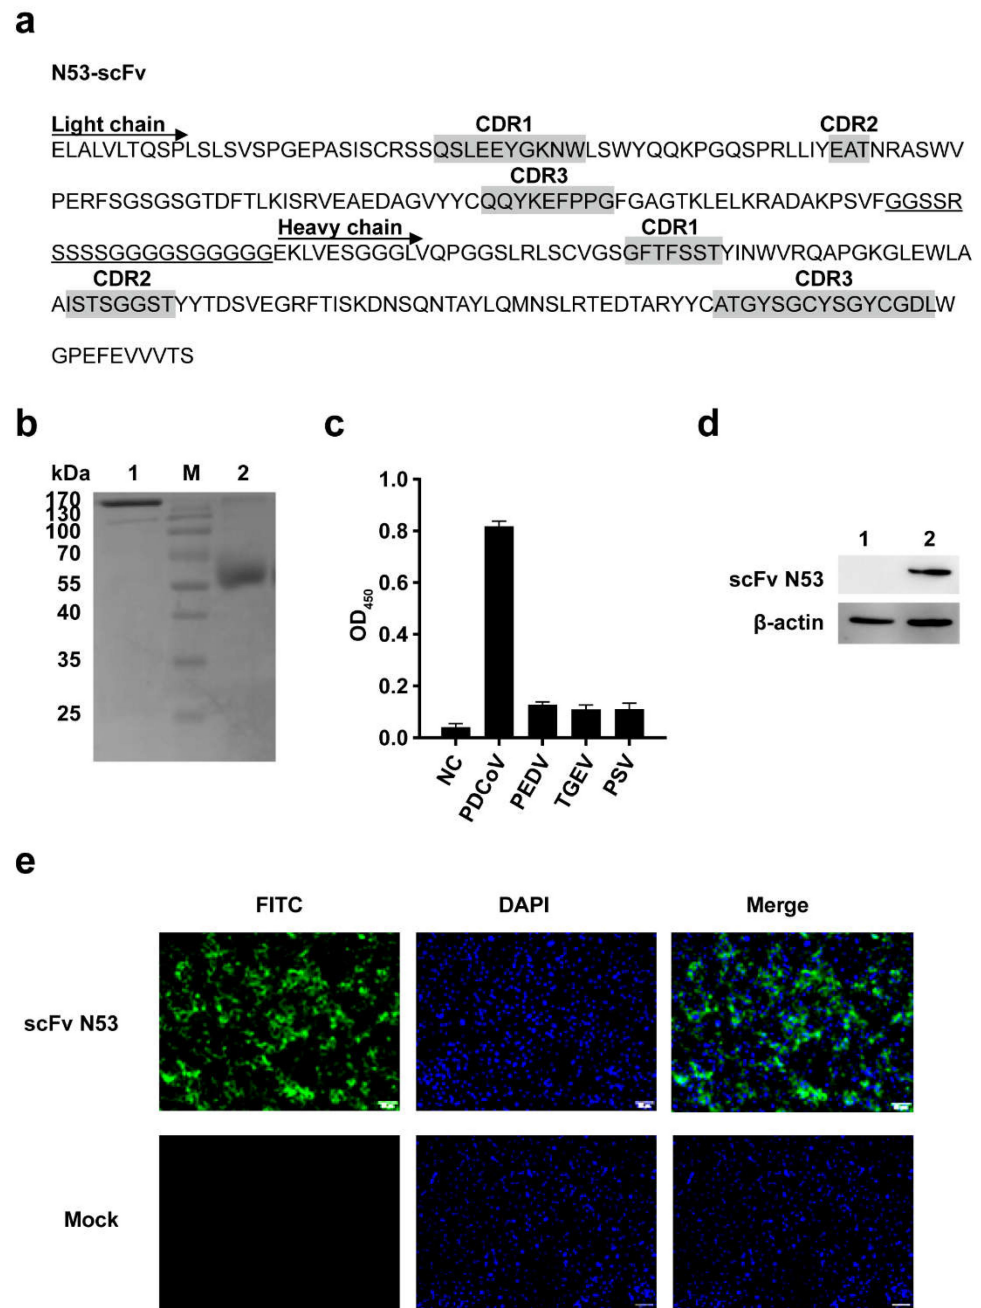 a
N53-scFv
Light chain CDR1 CDR2
ELALVLTQSPLSLSVSPGEPASISCRSSQSLEEYGKNWLSWYQQKPGQSPRLLIYEATNRASWV
CDR3
PERFSGSGSGTDFTLKISRVEAEDAGVYYCQQYKEFPPGFGAGTKLELKRADAKPSVFGGSSR
Heavy chain CDR1
SSSSGGGGSGGGGGEKLVESGGGLVQPGGSLRLSCVGSGFTFSSTYINWVRQAPGKGLEWLA
CDR2 CDR3
AISTSGGSTYYTDSVEGRFTISKDNSQNTAYLQMNSLRTEDTARYYCATGYSGCYSGYCGDLW
GPEFEVVVTS
b
kDa 1 M 2
170
130
100
70
55
40
35
25
c
OD450
1.0
0.8
0.6
0.4
0.2
0.0
NC PDCoV PEDV TGEV PSV
d
1 2
scFv N53
β-actin
e
FITC DAPI Merge
scFv N53
Mock